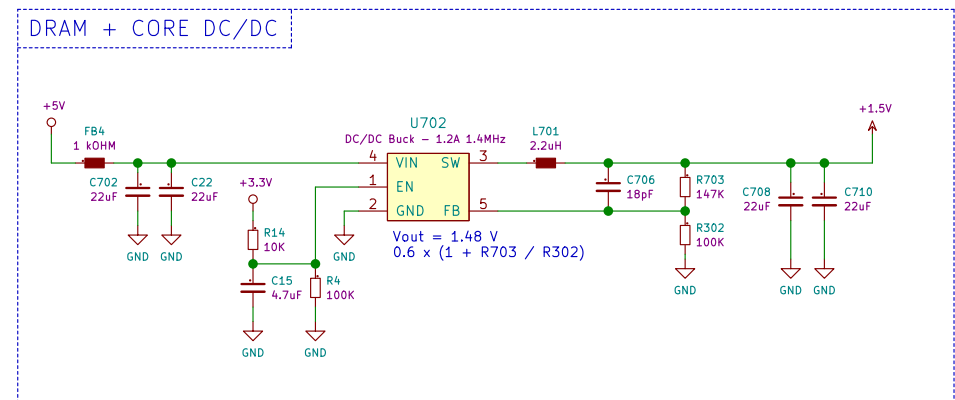 DRAM + CORE DC/DC
+5V
FB4
1 kOHM
C702
22uF
C22
22uF
GND
GND
+3.3V
R14
10K
C15
4.7uF
R4
100K
GND
GND
U702
DC/DC Buck - 1.2A 1.4MHz
4
VIN
SW
3
1
EN
2
GND
FB
5
GND
Vout = 1.48 V
0.6 x (1 + R703 / R302)
L701
2.2uH
C706
18pF
R703
147K
R302
100K
GND
+1.5V
C708
22uF
C710
22uF
GND
GND